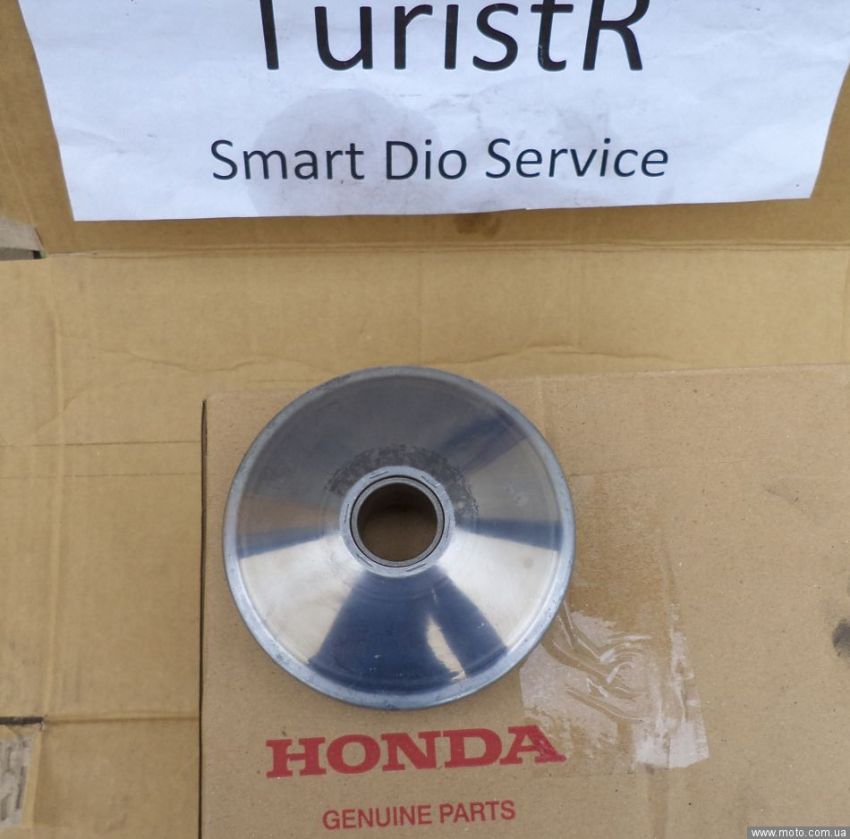 TuristR
Smart Dio Service
HONDA
GENUINE PARTS
www.moto.com.ua